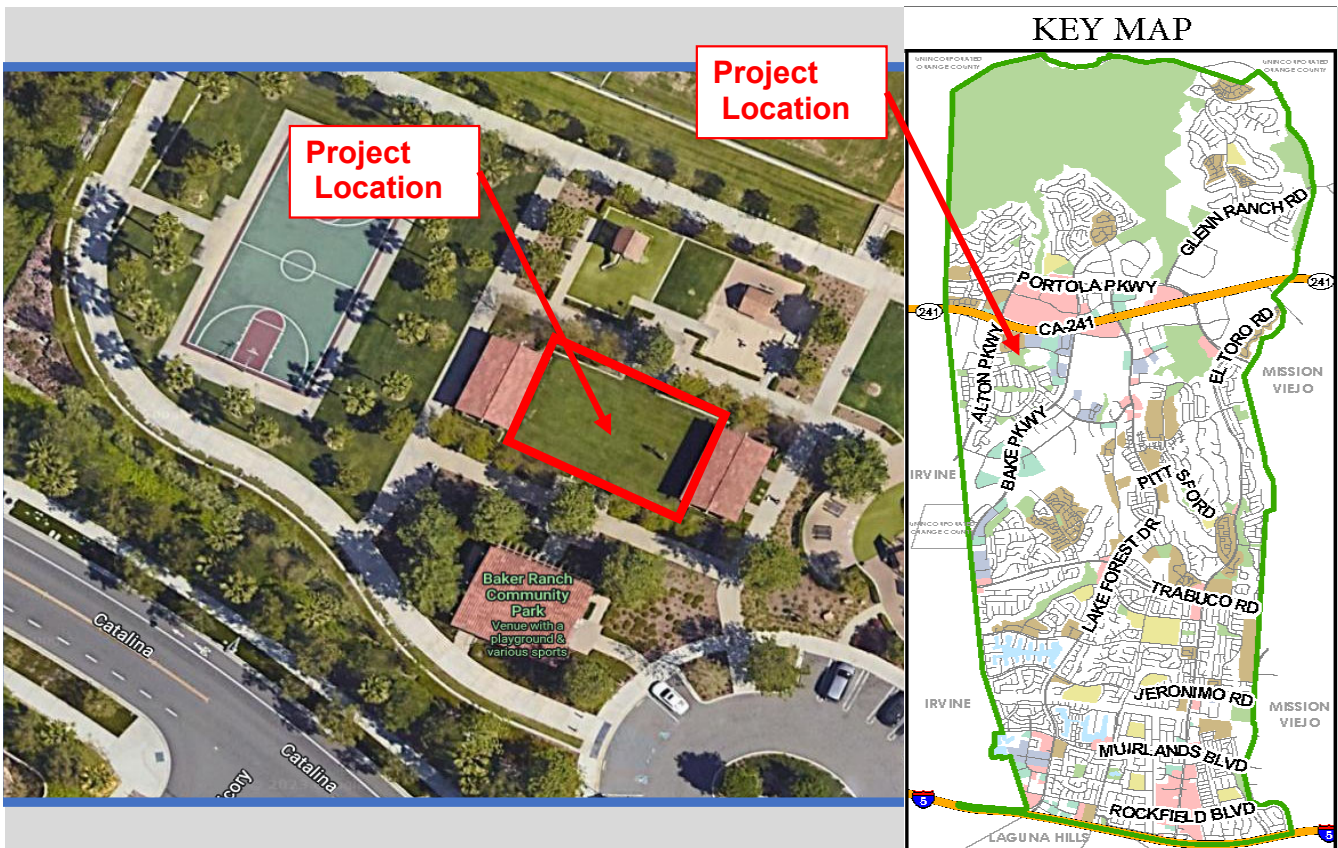 Project
Location
Baker Ranch
Community
Park
Venue with a
playground &
various sports
Catalina
Catalina
KEY MAP
Project
Location
UNINCORPORATED
ORANGE COUNTY
UNINCORPORATED
ORANGE COUNTY
GLENN RANCH RD
PORTOLA PKWY
241
241
CA-241
ALTON PKWY
EL TORO RD
MISSION
VIEJO
BAKE PKWY
IRVINE
PITTSFORD
UNINCORPORATED
ORANGE COUNTY
LAKE FOREST DR
TRABUCO RD
IRVINE
JERONIMO RD
MISSION
VIEJO
MUIRLANDS BLVD
5
ROCKFIELD BLVD
5
LAGUNA HILLS